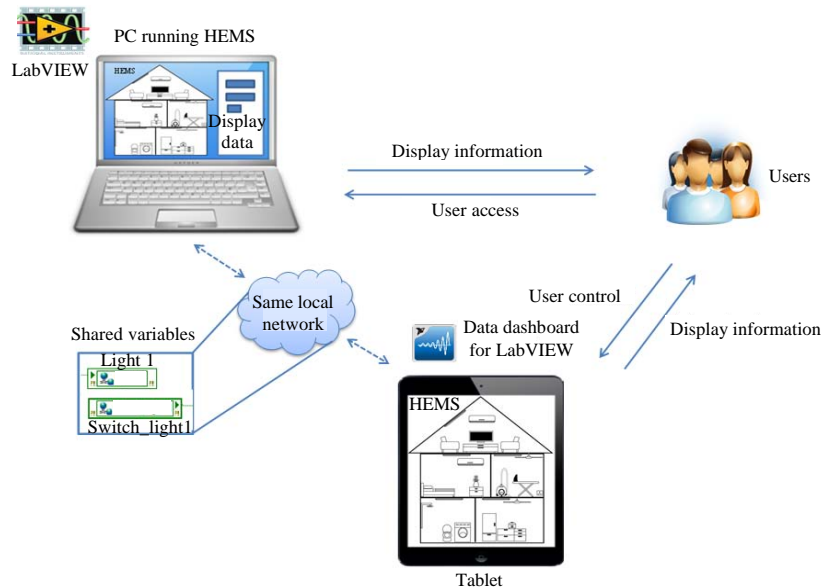 PC running HEMS
LabVIEW
HEMS
Display
data
Display information
User access
Users
Same local
network
User control
Display information
Shared variables
Light 1
Switch_light1
Data dashboard
for LabVIEW
HEMS
Tablet